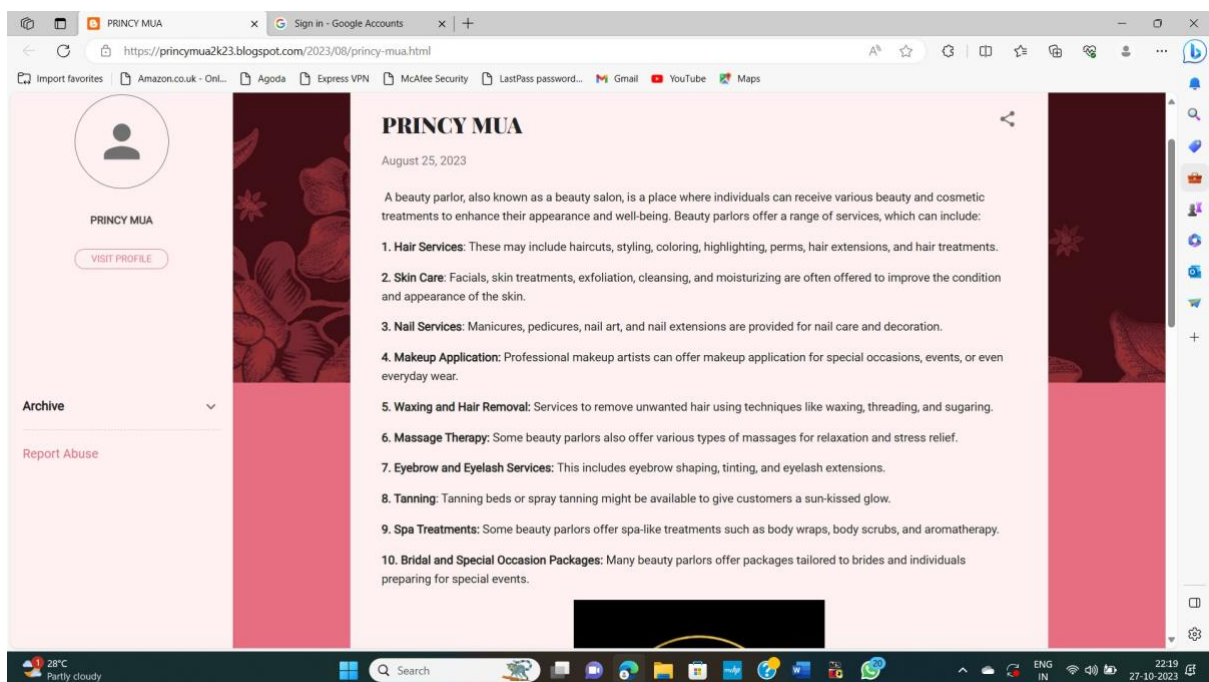 PRINCY MUA
Sign in - Google Accounts
https://princymua2k23.blogspot.com/2023/08/princy-mua.html
Import favorites
Amazon.co.uk - Onl...
Agoda
Express VPN
McAfee Security
LastPass password...
Gmail
YouTube
Maps
PRINCY MUA
VISIT PROFILE
Archive
Report Abuse
PRINCY MUA
August 25, 2023
A beauty parlor, also known as a beauty salon, is a place where individuals can receive various beauty and cosmetic
treatments to enhance their appearance and well-being. Beauty parlors offer a range of services, which can include:
1. Hair Services: These may include haircuts, styling, coloring, highlighting, perms, hair extensions, and hair treatments.
2. Skin Care: Facials, skin treatments, exfoliation, cleansing, and moisturizing are often offered to improve the condition
and appearance of the skin.
3. Nail Services: Manicures, pedicures, nail art, and nail extensions are provided for nail care and decoration.
4. Makeup Application: Professional makeup artists can offer makeup application for special occasions, events, or even
everyday wear.
5. Waxing and Hair Removal: Services to remove unwanted hair using techniques like waxing, threading, and sugaring.
6. Massage Therapy: Some beauty parlors also offer various types of massages for relaxation and stress relief.
7. Eyebrow and Eyelash Services: This includes eyebrow shaping, tinting, and eyelash extensions.
8. Tanning: Tanning beds or spray tanning might be available to give customers a sun-kissed glow.
9. Spa Treatments: Some beauty parlors offer spa-like treatments such as body wraps, body scrubs, and aromatherapy.
10. Bridal and Special Occasion Packages: Many beauty parlors offer packages tailored to brides and individuals
preparing for special events.
1
28°C
Partly cloudy
Search
20
ENG
IN
22:19
27-10-2023